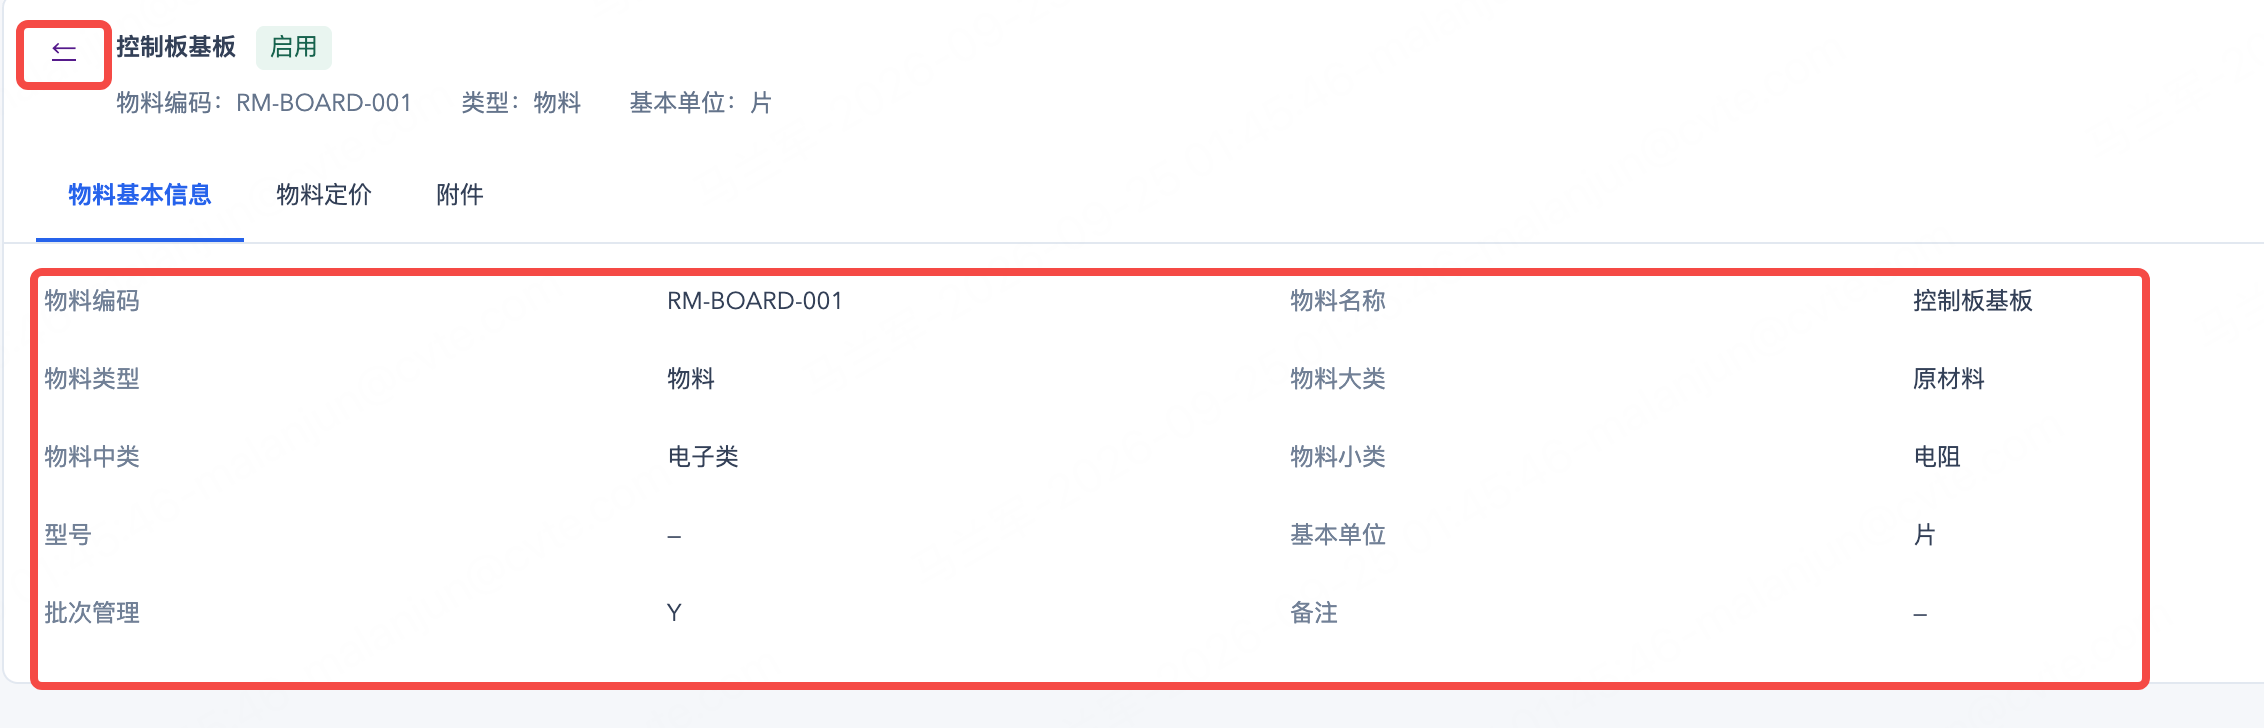 ← 控制板基板 启用
物料编码：RM-BOARD-001 类型：物料 基本单位：片
物料基本信息 物料定价 附件
物料编码 RM-BOARD-001 物料名称 控制板基板
物料类型 物料 物料大类 原材料
物料中类 电子类 物料小类 电阻
型号 – 基本单位 片
批次管理 Y 备注 –